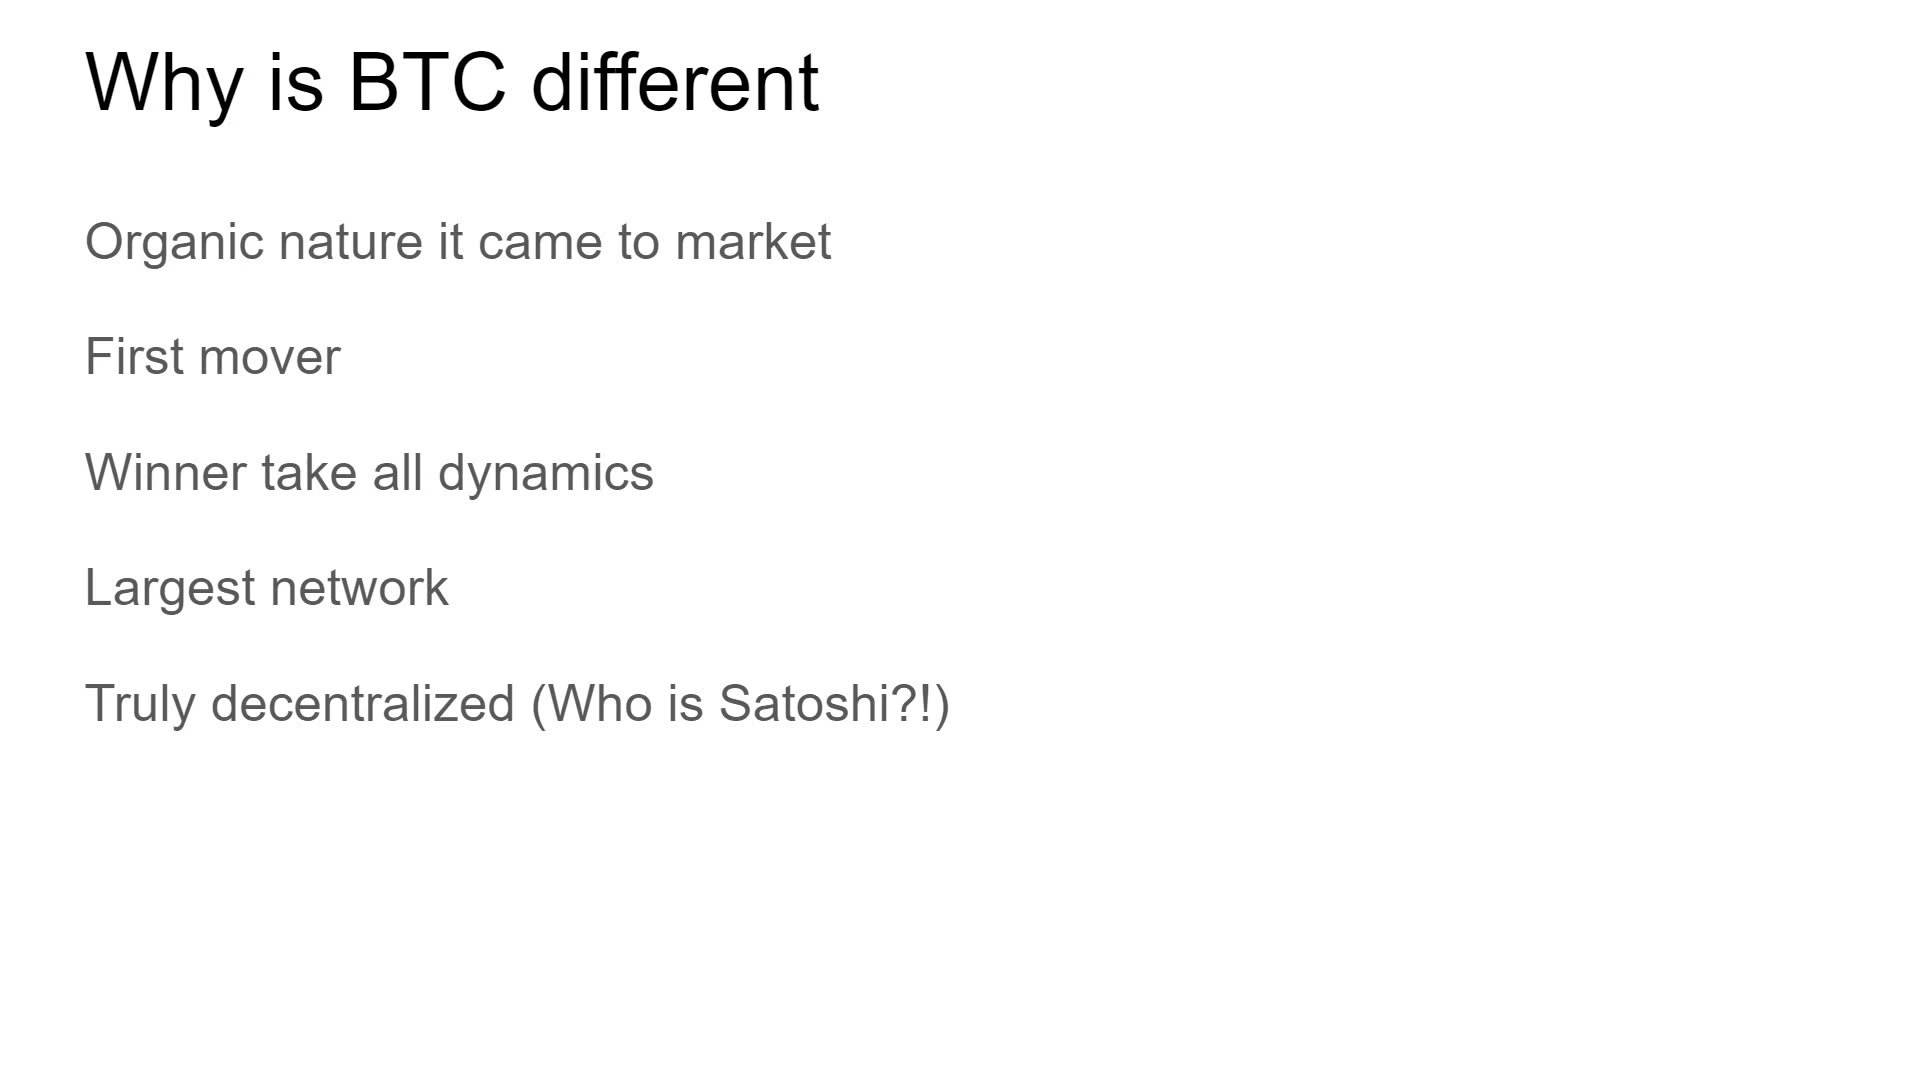 Why is BTC different
Organic nature it came to market
First mover
Winner take all dynamics
Largest network
Truly decentralized (Who is Satoshi?!)